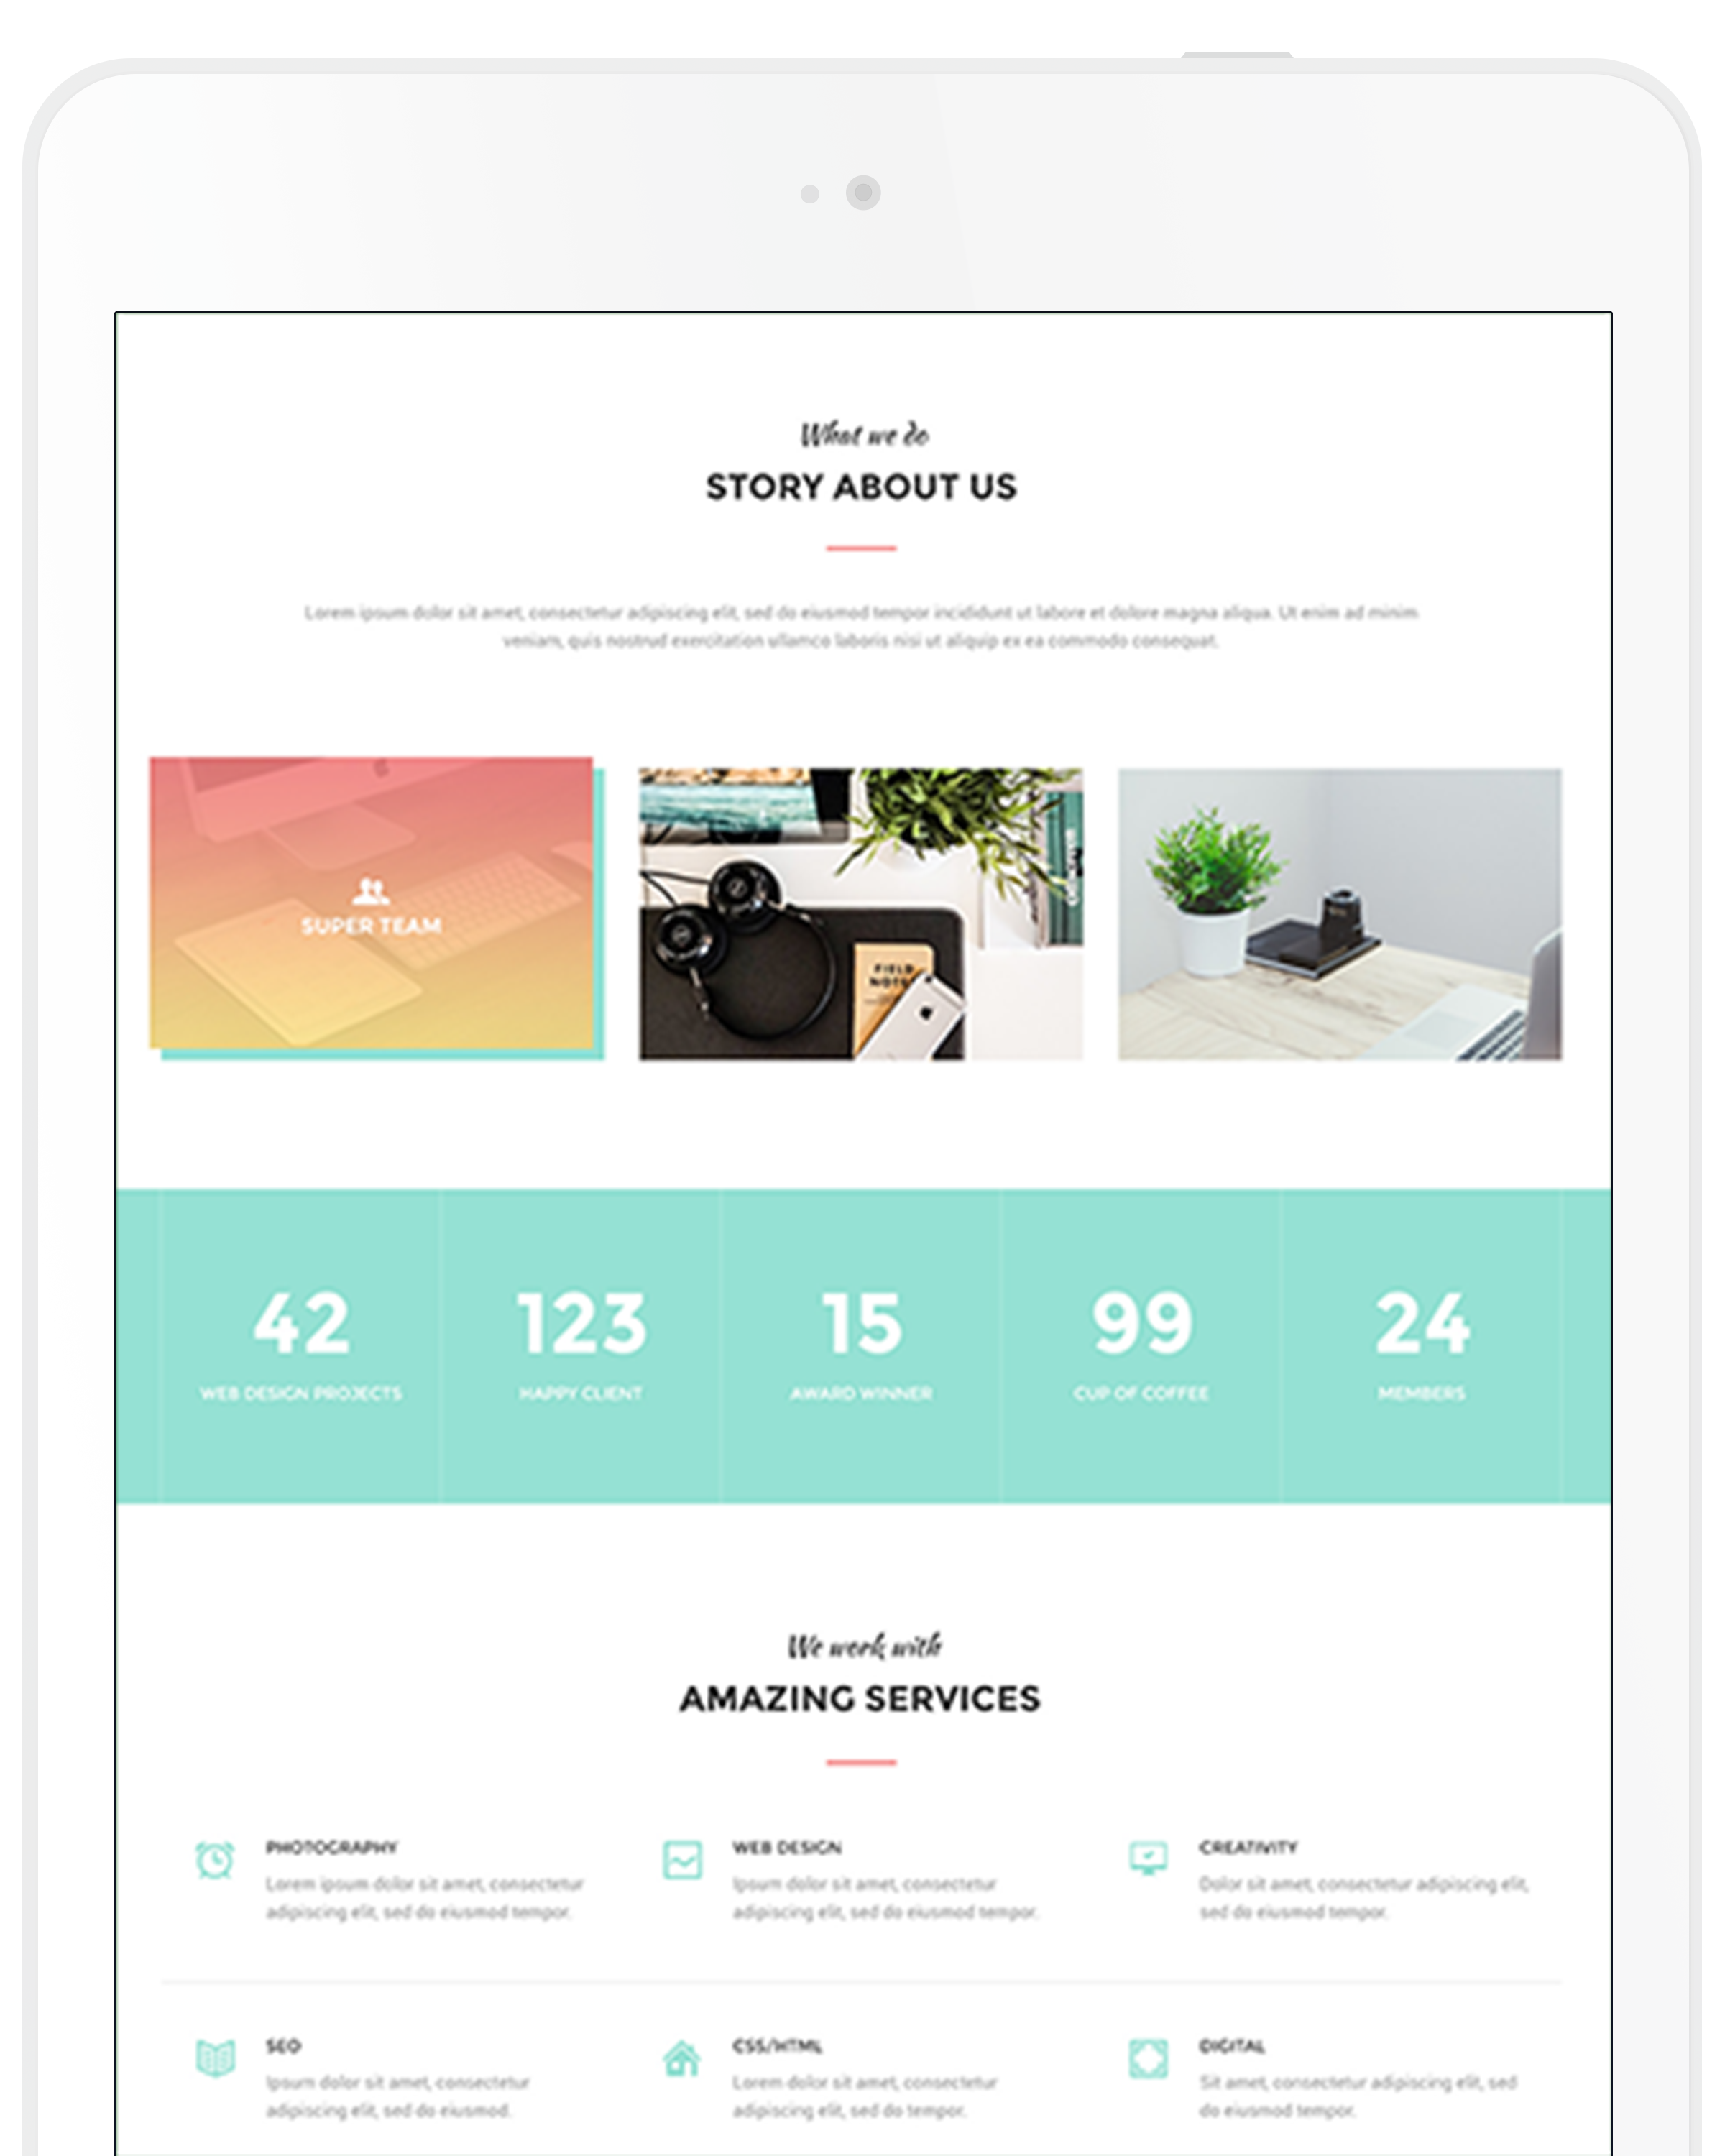 What we do
STORY ABOUT US
Lorem ipsum dolor sit amet, consectetur adipiscing elit, sed do eiusmod tempor incididunt ut labore et dolore magna aliqua. Ut enim ad minim
veniam, quis nostrud exercitation ullamco laboris nisi ut aliquip ex ea commodo consequat.
SUPER TEAM
FIELD
NOTES
42
123
15
99
24
WEB DESIGN PROJECTS
HAPPY CLIENT
AWARD WINNER
CUP OF COFFEE
MEMBERS
We work with
AMAZING SERVICES
PHOTOGRAPHY
Lorem ipsum dolor sit amet, consectetur
adipiscing elit, sed do eiusmod tempor.
WEB DESIGN
Ipsum dolor sit amet, consectetur
adipiscing elit, sed do eiusmod tempor.
CREATIVITY
Dolor sit amet, consectetur adipiscing elit,
sed do eiusmod tempor.
SEO
Ipsum dolor sit amet, consectetur
adipiscing elit, sed do eiusmod.
CSS/HTML
Lorem dolor sit amet, consectetur
adipiscing elit, sed do tempor.
DIGITAL
Sit amet, consectetur adipiscing elit, sed
do eiusmod tempor.